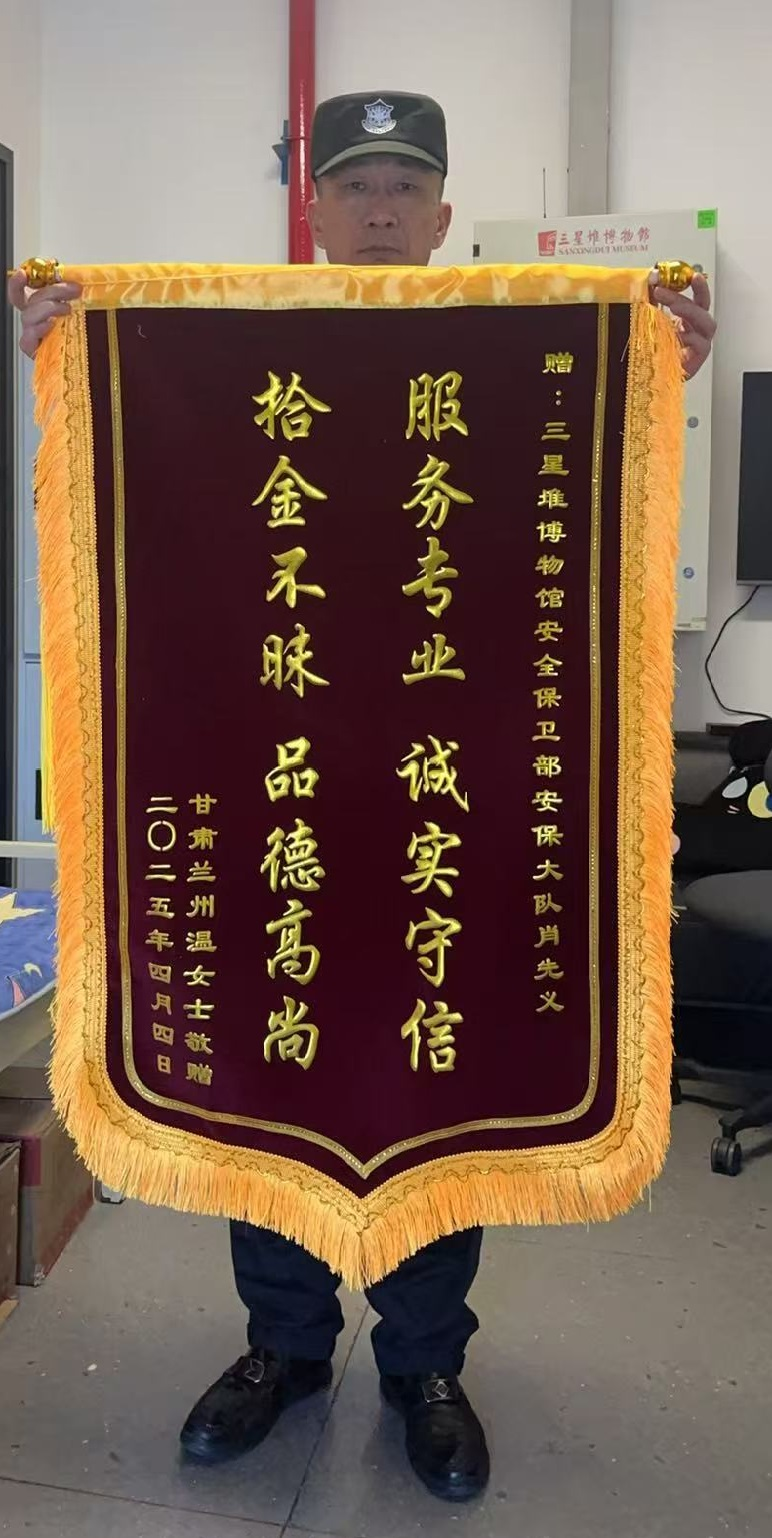 三星堆博物館
SANXINGDUI MUSEUM
赠：三星堆博物馆安全保卫部安保大队肖先义
服务专业 诚实守信
拾金不昧 品德高尚
甘肃兰州温女士敬赠
二〇二五年四月四日